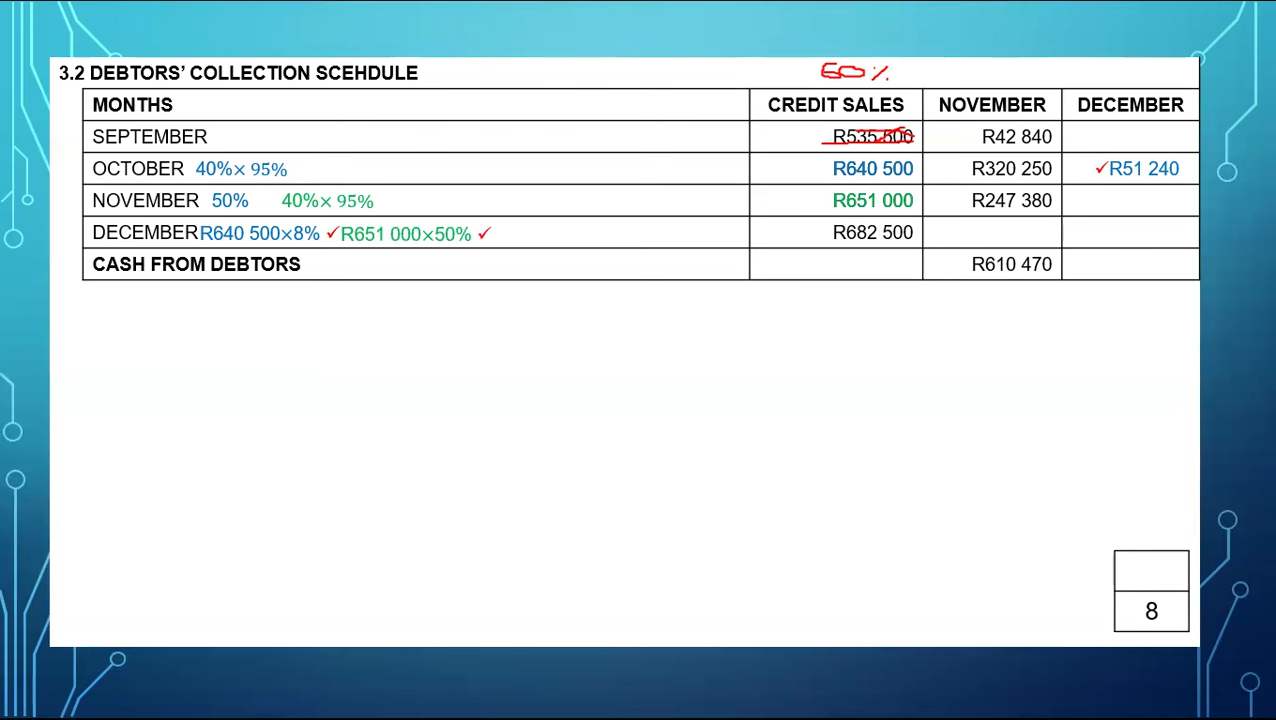 3.2 DEBTORS’ COLLECTION SCEHDULE 60%
MONTHS CREDIT SALES NOVEMBER DECEMBER
SEPTEMBER R535 500 R42 840
OCTOBER 40%× 95% R640 500 R320 250 ✓R51 240
NOVEMBER 50% 40%× 95% R651 000 R247 380
DECEMBER R640 500×8% ✓ R651 000×50% ✓ R682 500
CASH FROM DEBTORS R610 470
8